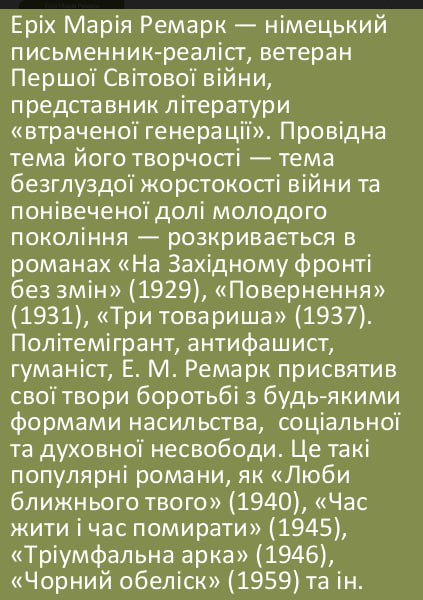 Еріх Марія Ремарк — німецький
письменник-реаліст, ветеран
Першої Світової війни,
представник літератури
«втраченої генерації». Провідна
тема його творчості — тема
безглуздої жорстокості війни та
понівеченої долі молодого
покоління — розкривається в
романах «На Західному фронті
без змін» (1929), «Повернення»
(1931), «Три товариша» (1937).
Політемігрант, антифашист,
гуманіст, Е. М. Ремарк присвятив
свої твори боротьбі з будь-якими
формами насильства,  соціальної
та духовної несвободи. Це такі
популярні романи, як «Люби
ближнього твого» (1940), «Час
жити і час помирати» (1945),
«Тріумфальна арка» (1946),
«Чорний обеліск» (1959) та ін.